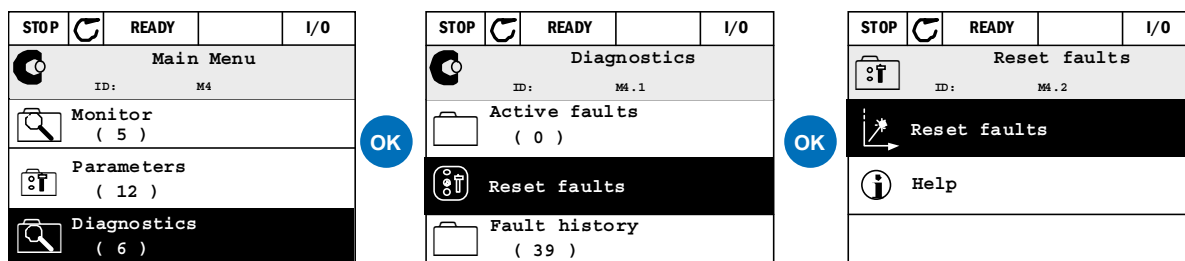 STOP READY I/O
Main Menu
ID: M4
Monitor
( 5 )
Parameters
( 12 )
Diagnostics
( 6 )
OK
STOP READY I/O
Diagnostics
ID: M4.1
Active faults
( 0 )
Reset faults
Fault history
( 39 )
OK
STOP READY I/O
Reset faults
ID: M4.2
Reset faults
Help